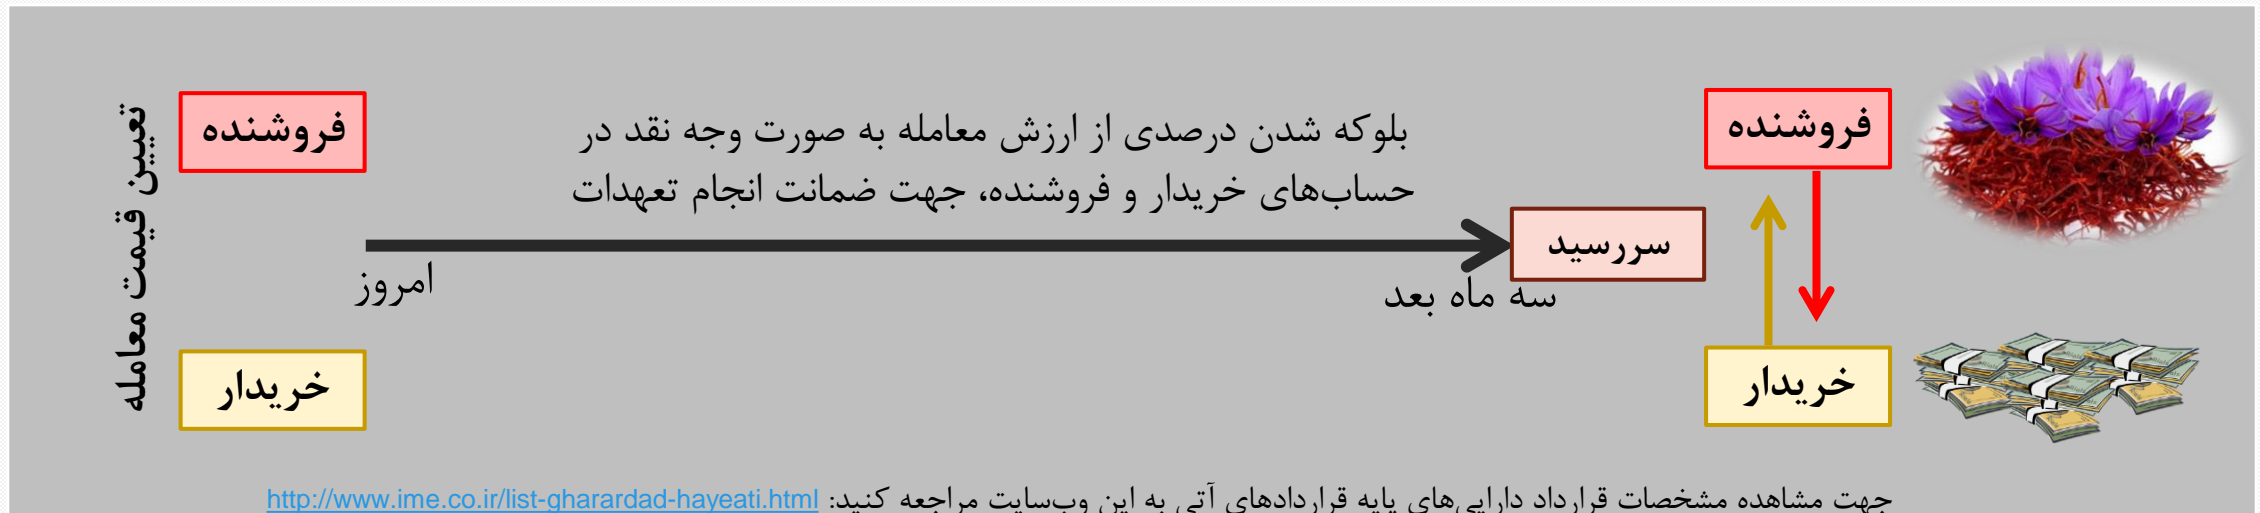 تعیین قیمت معامله
فروشنده
خریدار
بلوکه شدن درصدی از ارزش معامله به صورت وجه نقد در
حساب‌های خریدار و فروشنده، جهت ضمانت انجام تعهدات
امروز
سه ماه بعد
سررسید
فروشنده
خریدار
جهت مشاهده مشخصات قرارداد دارایی‌های پایه قراردادهای آتی به این وب‌سایت مراجعه کنید: http://www.ime.co.ir/list-gharardad-hayeati.html